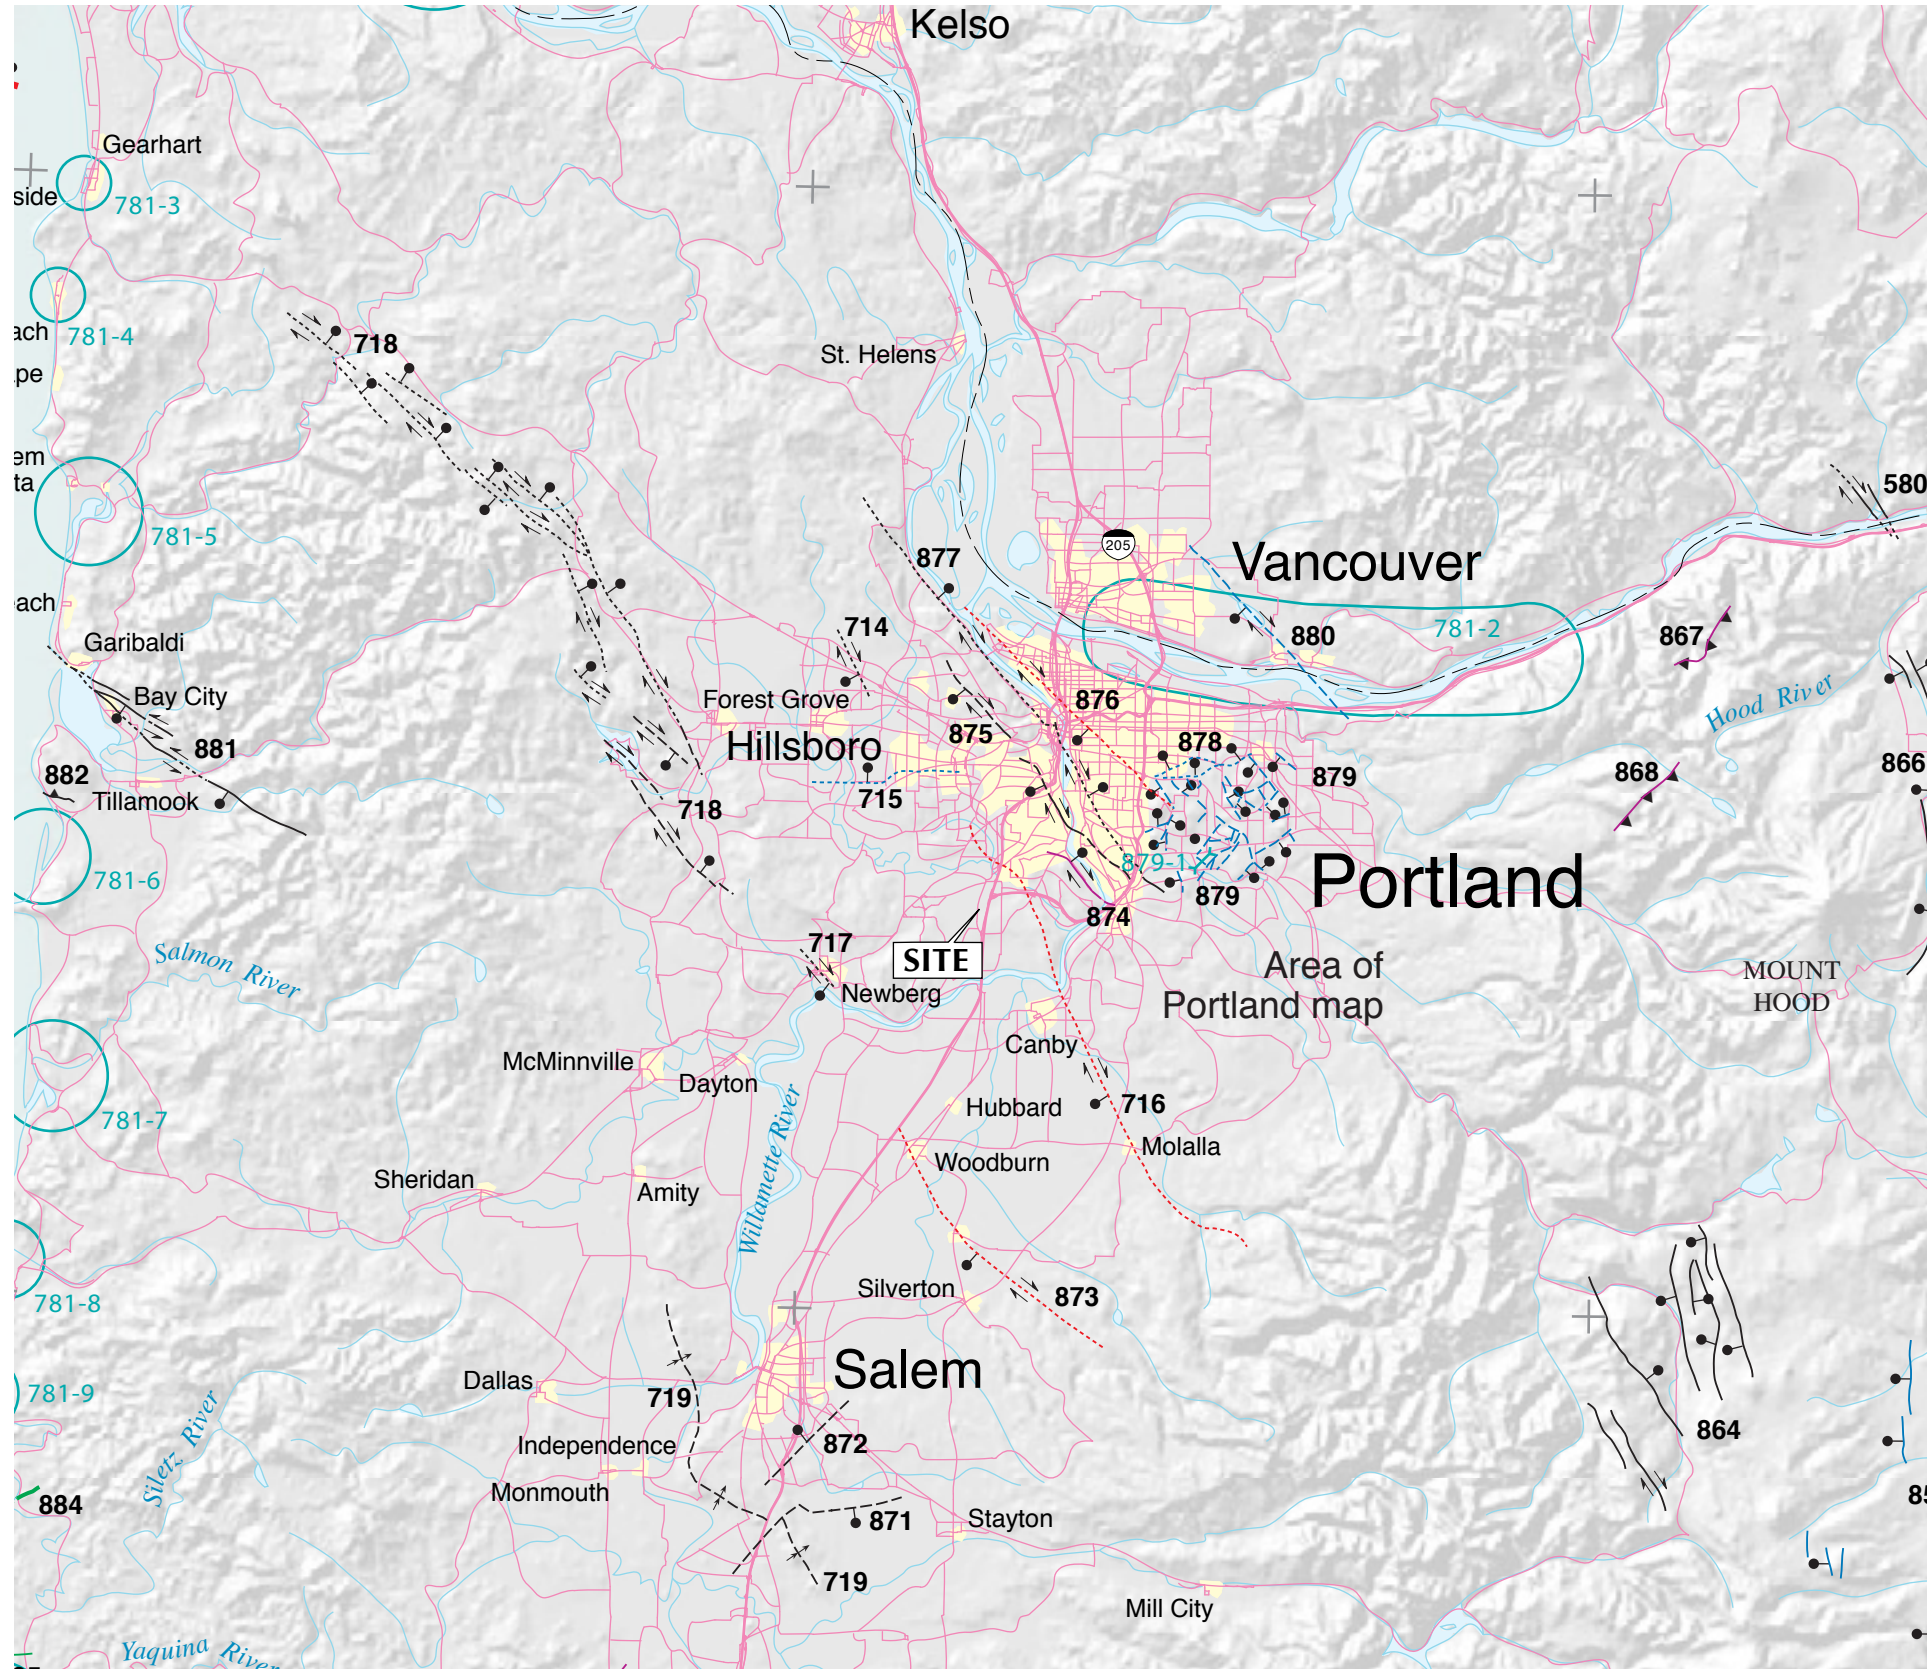 Kelso
Gearhart
side
781-3
ach
781-4
718
St. Helens
pe
em
ta
580
781-5
877
205
Vancouver
each
714
880
781-2
867
Garibaldi
Bay City
Forest Grove
876
Hood River
881
875
Hillsboro
878
882
Tillamook
715
879
868
866
718
781-6
879-1
Portland
879
874
Salmon River
717
SITE
Area of
Portland map
MOUNT
HOOD
Newberg
Canby
McMinnville
Dayton
781-7
Hubbard
716
Willamette River
Woodburn
Molalla
Sheridan
Amity
Silverton
873
781-8
Salem
Dallas
781-9
719
Siletz River
Independence
872
864
Monmouth
884
871
Stayton
85
719
Mill City
Yaquina River